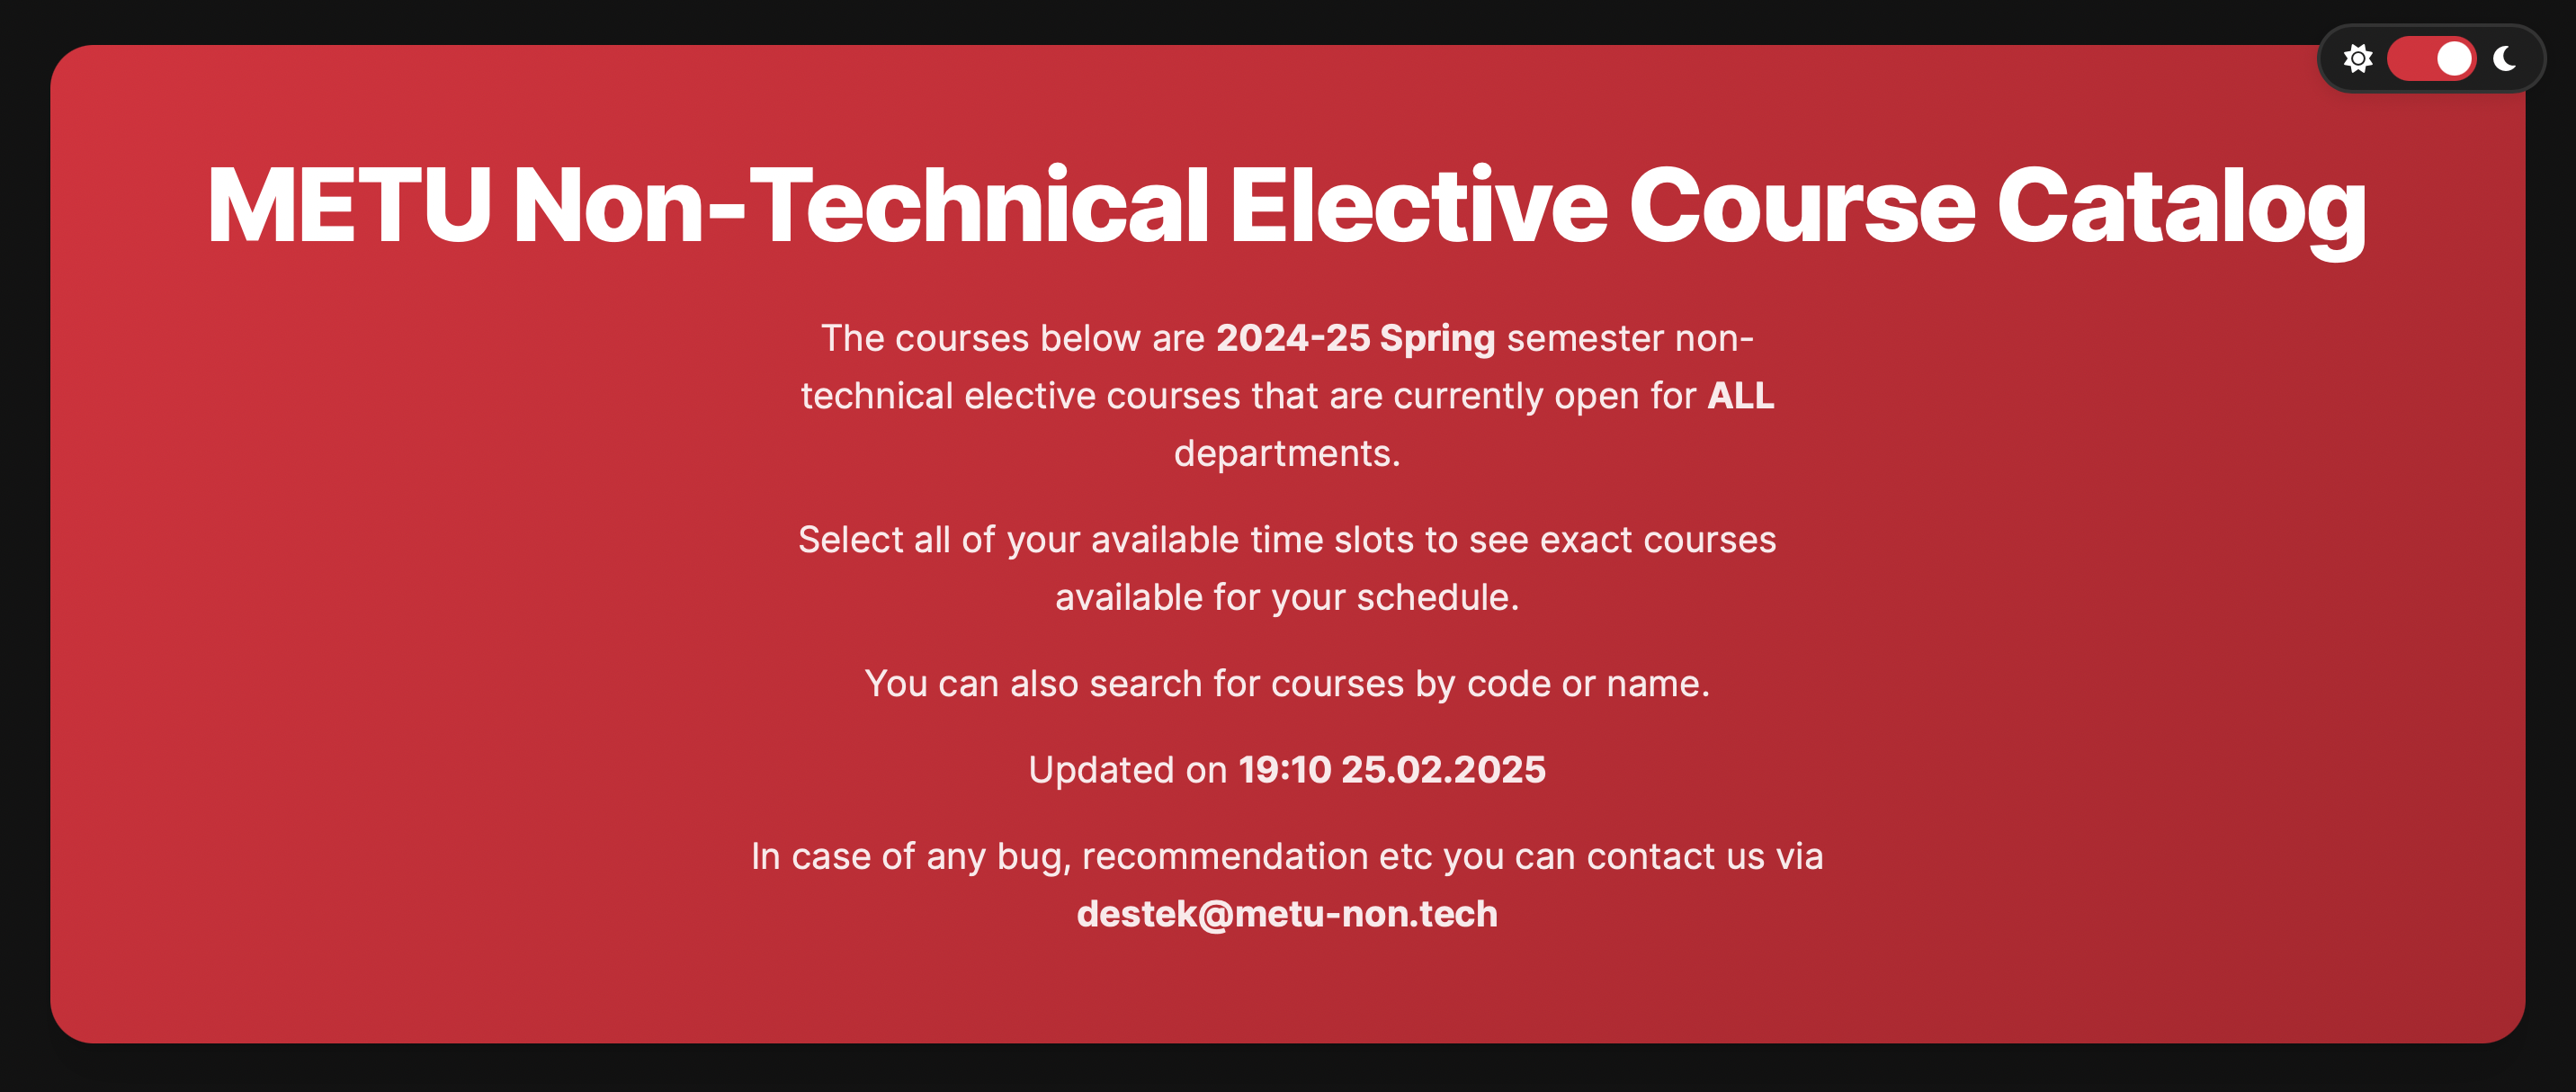 METU Non-Technical Elective Course Catalog
The courses below are 2024-25 Spring semester non-
technical elective courses that are currently open for ALL
departments.
Select all of your available time slots to see exact courses
available for your schedule.
You can also search for courses by code or name.
Updated on 19:10 25.02.2025
In case of any bug, recommendation etc you can contact us via
destek@metu-non.tech